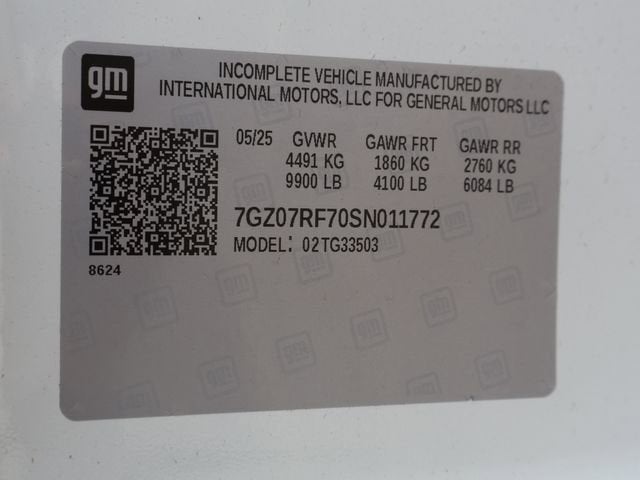 gm
INCOMPLETE VEHICLE MANUFACTURED BY
INTERNATIONAL MOTORS, LLC FOR GENERAL MOTORS LLC
05/25 GVWR GAWR FRT GAWR RR
4491 KG 1860 KG 2760 KG
9900 LB 4100 LB 6084 LB
7GZ07RF70SN011772
MODEL: 02TG33503
8624